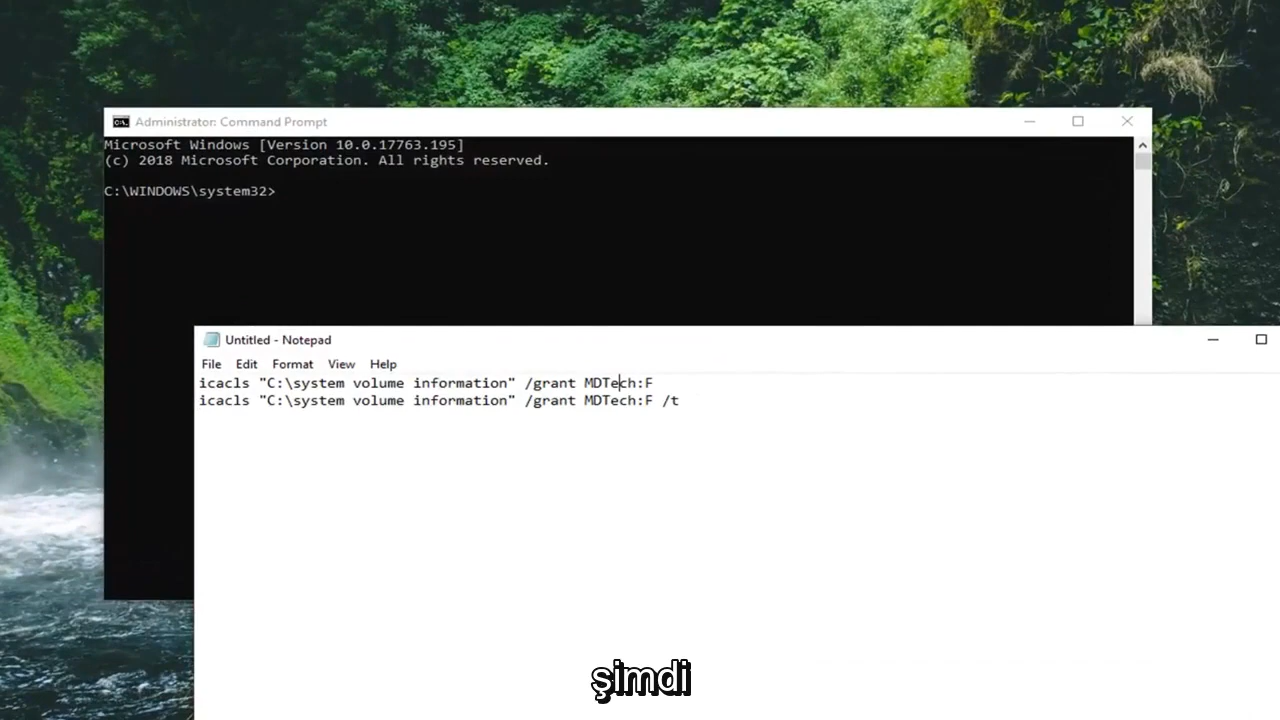 Administrator: Command Prompt
Microsoft Windows [Version 10.0.17763.195]
(c) 2018 Microsoft Corporation. All rights reserved.
C:\WINDOWS\system32>
Untitled - Notepad
File Edit Format View Help
icacls "C:\system volume information" /grant MDTech:F
icacls "C:\system volume information" /grant MDTech:F /t
şimdi